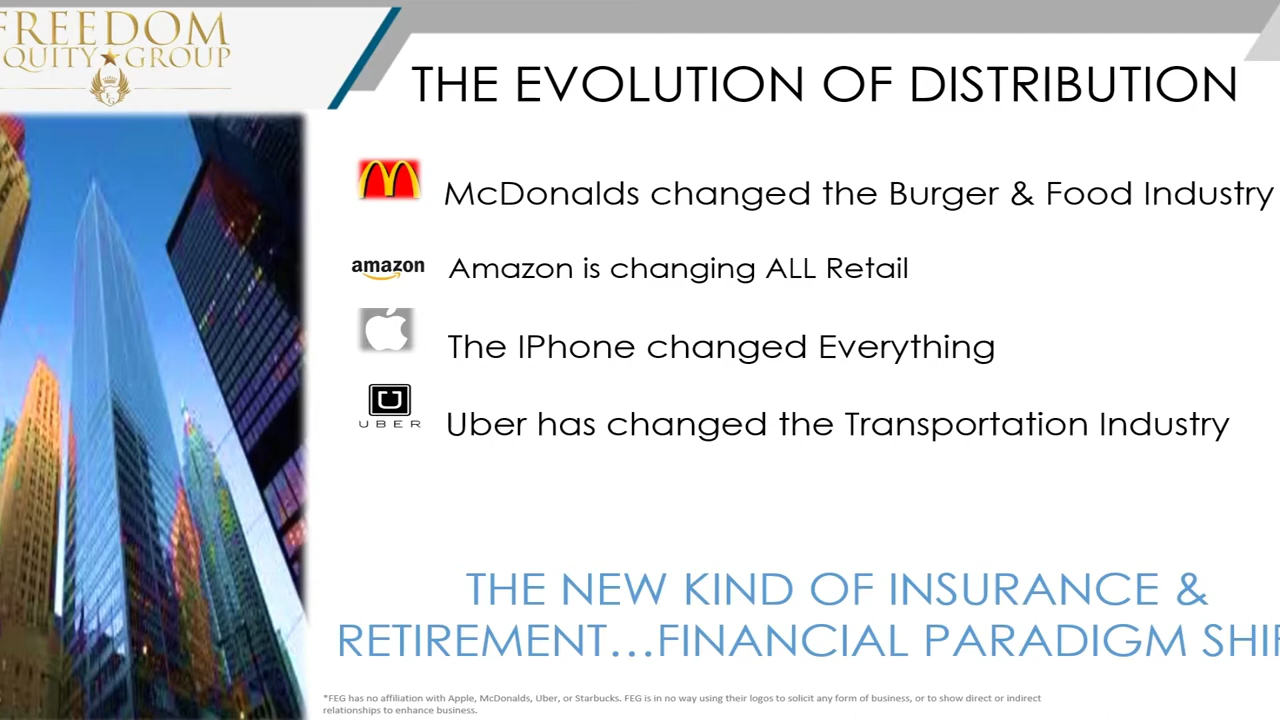 FREEDOM
QUITY★GROUP
THE EVOLUTION OF DISTRIBUTION
McDonalds changed the Burger & Food Industry
amazon
Amazon is changing ALL Retail
The IPhone changed Everything
UBER
Uber has changed the Transportation Industry
THE NEW KIND OF INSURANCE &
RETIREMENT...FINANCIAL PARADIGM SHI
*FEG has no affiliation with Apple, McDonalds, Uber, or Starbucks. FEG is in no way using their logos to solicit any form of business, or to show direct or indirect
relationships to enhance business.